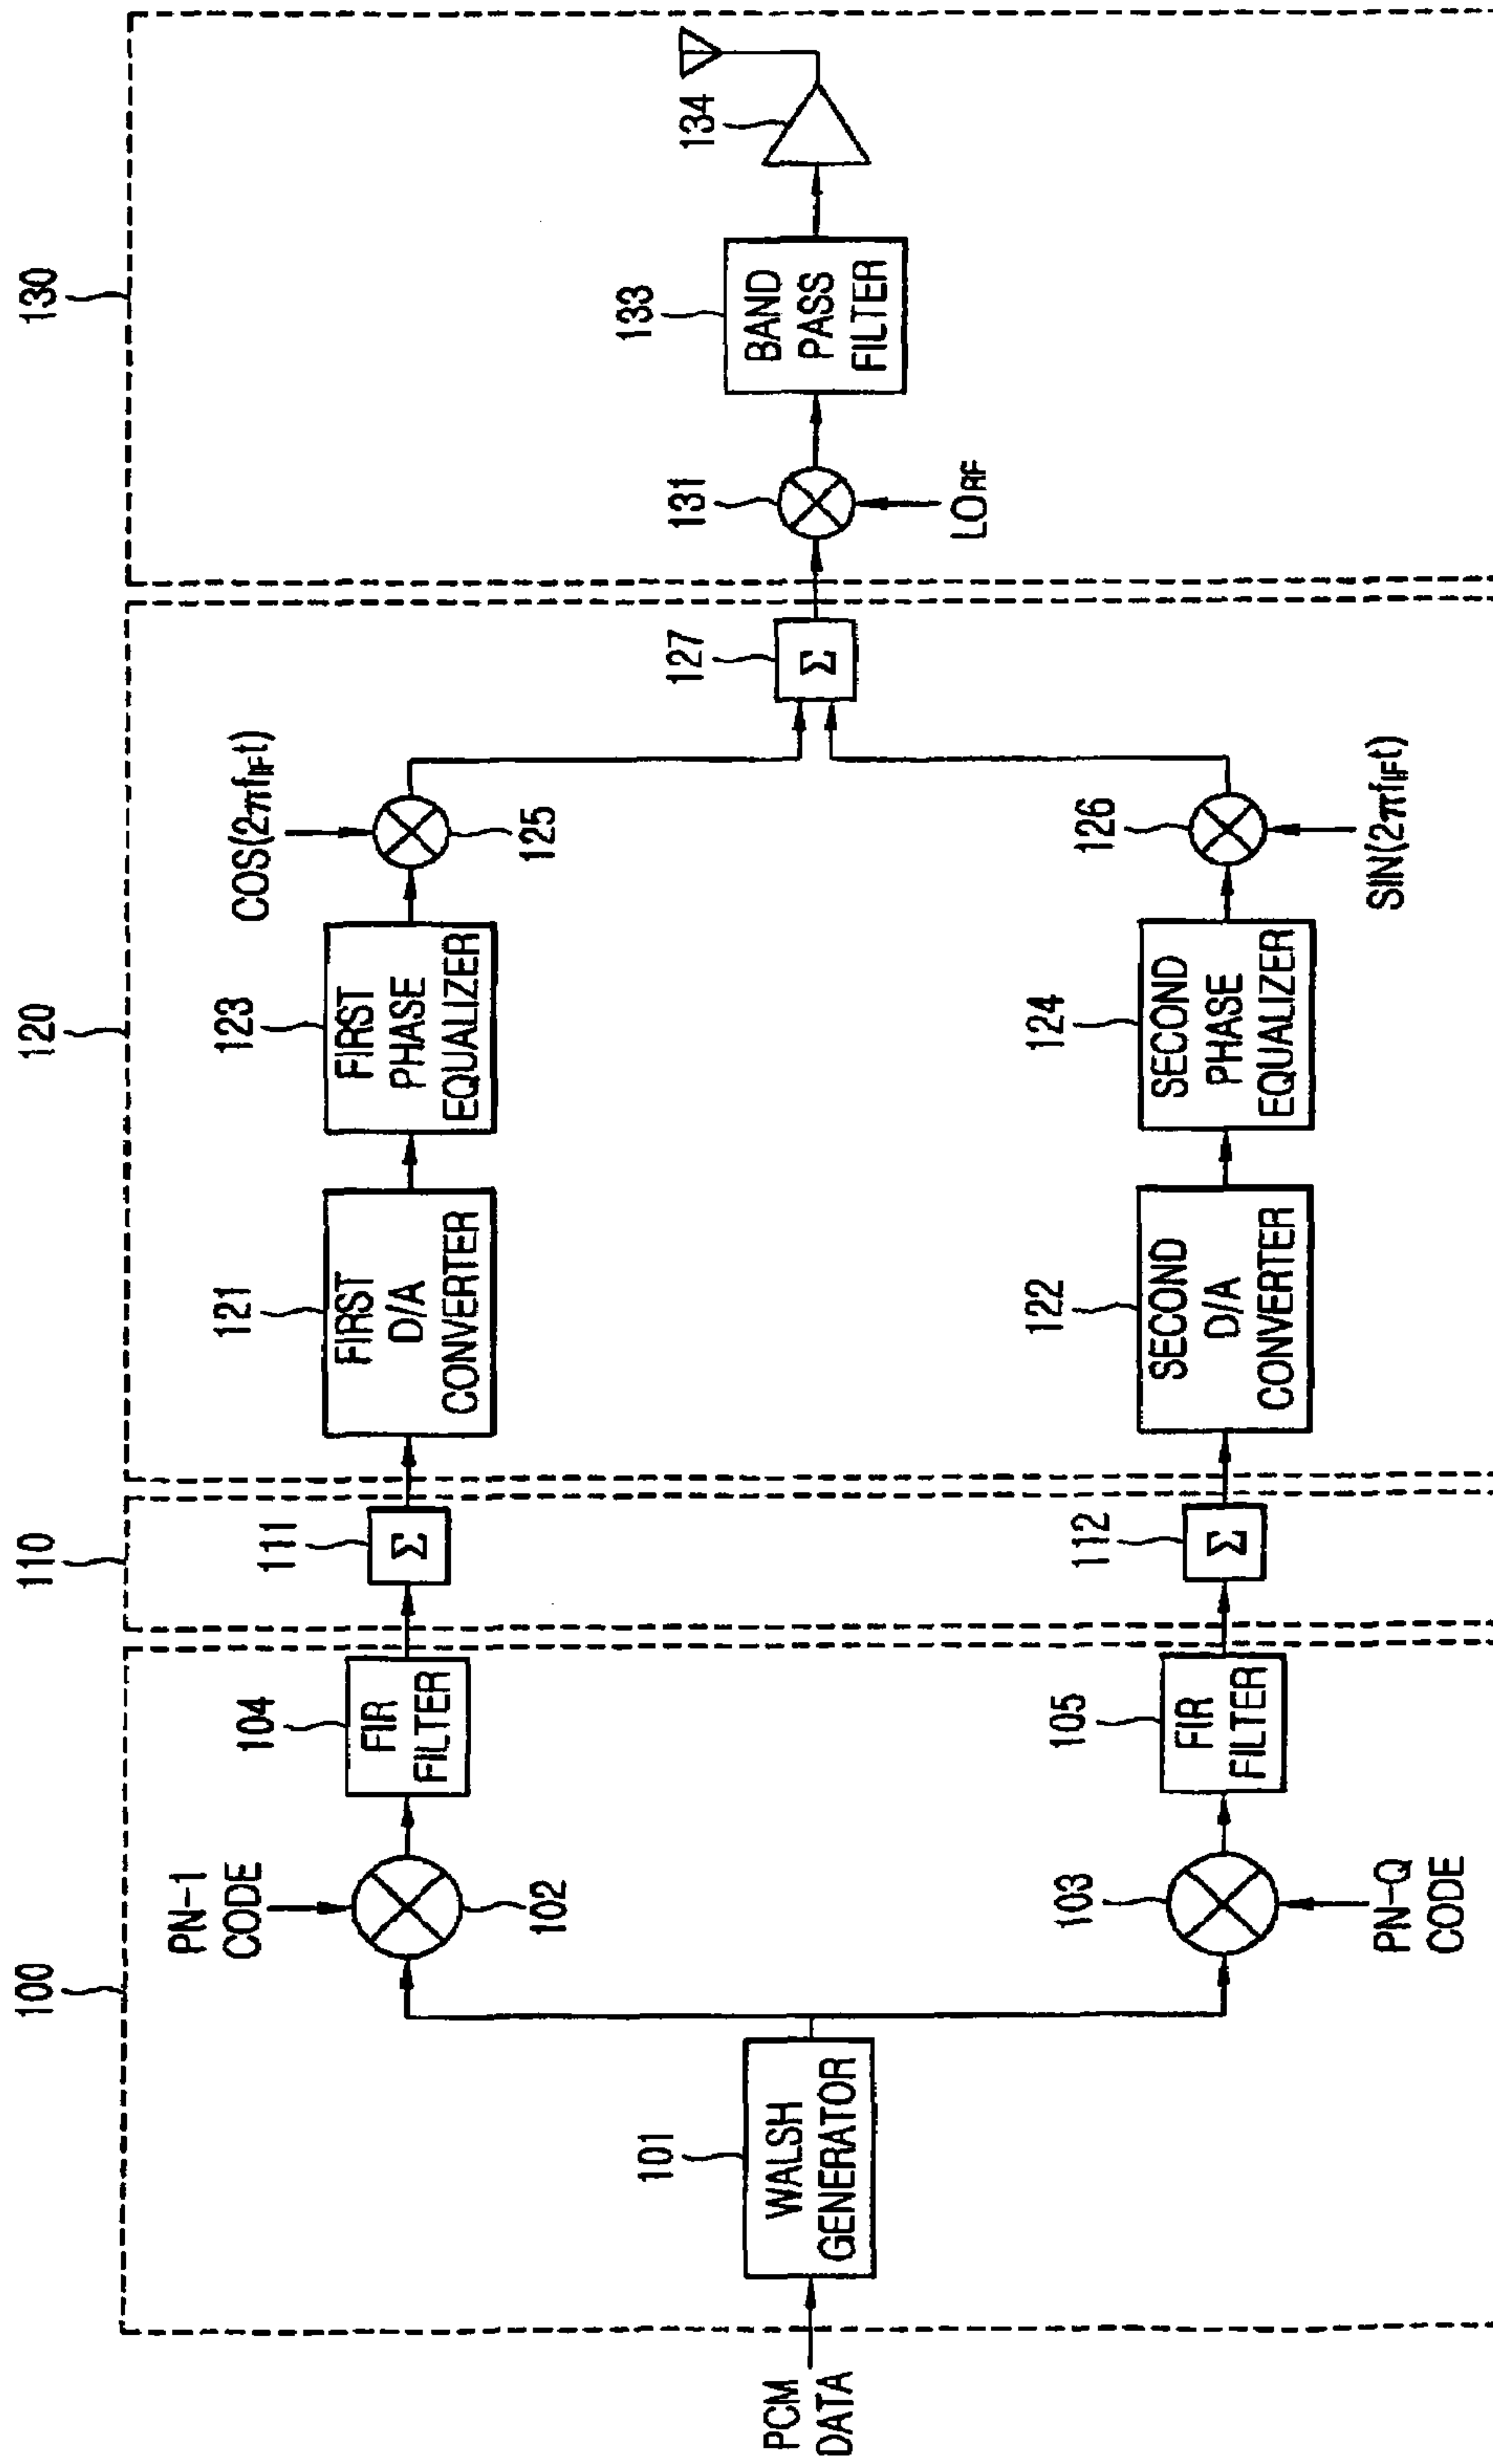 100
110
120
130
PCM
DATA
101
WALSH
GENERATOR
PN-1
CODE
102
104
FIR
FILTER
111
Σ
121
FIRST
D/A
CONVERTER
123
FIRST
PHASE
EQUALIZER
COS(2πfIFt)
125
PN-Q
CODE
103
105
FIR
FILTER
112
Σ
122
SECOND
D/A
CONVERTER
124
SECOND
PHASE
EQUALIZER
126
SIN(2πfIFt)
127
Σ
131
LORF
133
BAND
PASS
FILTER
134